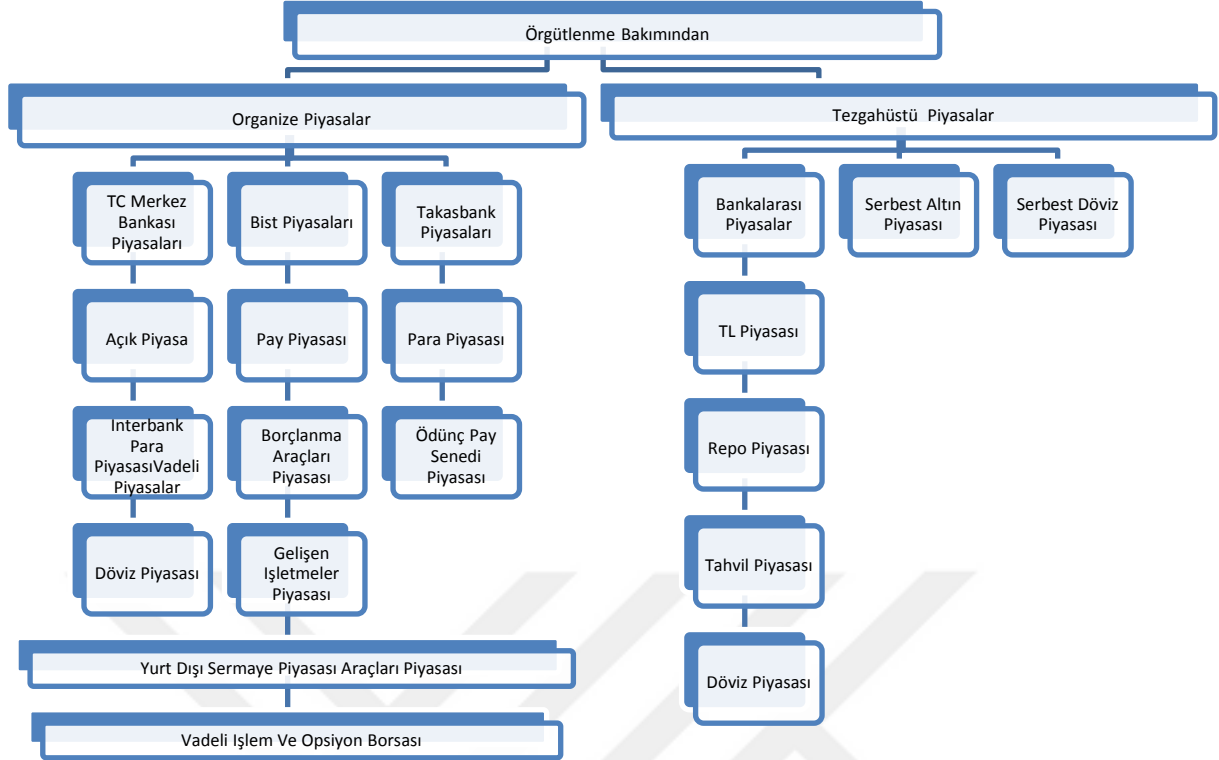 Örgütlenme Bakımından
Organize Piyasalar
Tezgahüstü Piyasalar
TC Merkez
Bankası
Piyasaları
Bist Piyasaları
Takasbank
Piyasaları
Bankalarası
Piyasalar
Serbest Altın
Piyasası
Serbest Döviz
Piyasası
Açık Piyasa
Pay Piyasası
Para Piyasası
TL Piyasası
Interbank
Para
PiyasasıVadeli
Piyasalar
Borçlanma
Araçları
Piyasası
Ödünç Pay
Senedi
Piyasası
Repo Piyasası
Döviz Piyasası
Gelişen
Işletmeler
Piyasası
Tahvil Piyasası
Yurt Dışı Sermaye Piyasası Araçları Piyasası
Döviz Piyasası
Vadeli Işlem Ve Opsiyon Borsası